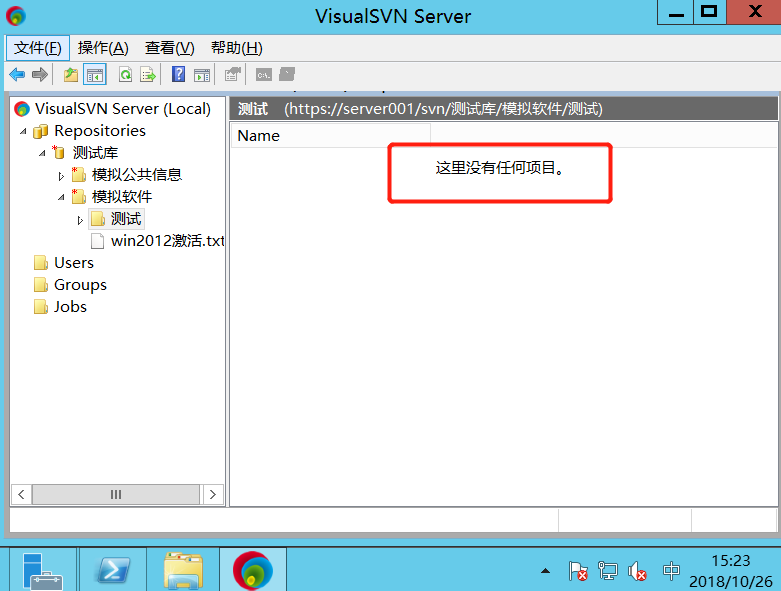 VisualSVN Server
文件(F) 操作(A) 查看(V) 帮助(H)
VisualSVN Server (Local)
Repositories
测试库
模拟公共信息
模拟软件
测试
win2012激活.txt
Users
Groups
Jobs
测试 (https://server001/svn/测试库/模拟软件/测试)
Name
这里没有任何项目。
中
15:23
2018/10/26